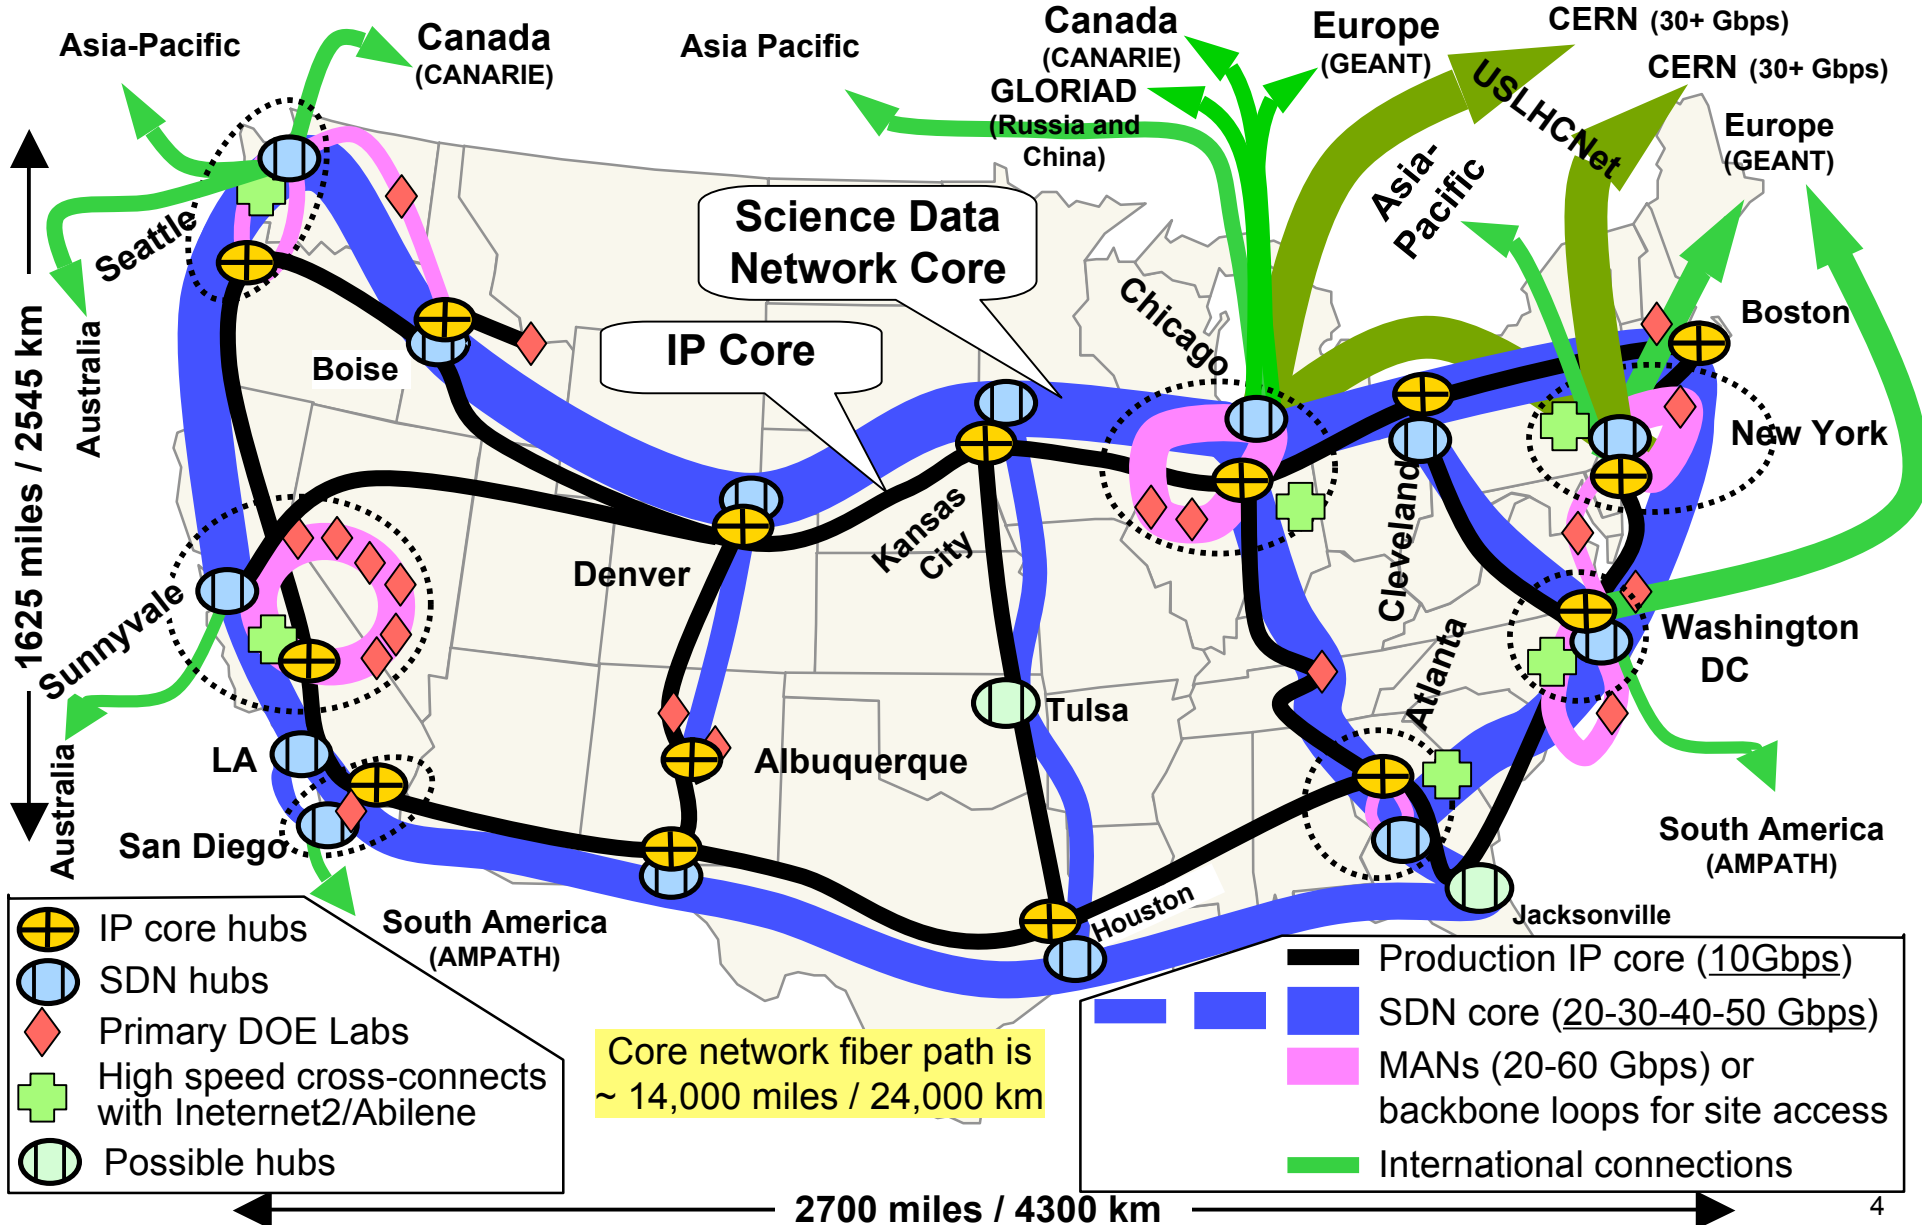 Asia-Pacific
Canada
(CANARIE)
Asia Pacific
Canada
(CANARIE)
Europe
(GEANT)
CERN (30+ Gbps)
CERN (30+ Gbps)
USLHCNet
GLORIAD
(Russia and
China)
Asia-
Pacific
Europe
(GEANT)
Science Data
Network Core
IP Core
Seattle
Australia
Boise
Chicago
Boston
New York
1625 miles / 2545 km
Sunnyvale
Denver
Kansas
City
Cleveland
Washington
DC
Atlanta
Tulsa
LA
Albuquerque
Australia
San Diego
South America
(AMPATH)
South America
(AMPATH)
Houston
Jacksonville
IP core hubs
SDN hubs
Primary DOE Labs
High speed cross-connects
with Ineternet2/Abilene
Possible hubs
Core network fiber path is
~ 14,000 miles / 24,000 km
Production IP core (10Gbps)
SDN core (20-30-40-50 Gbps)
MANs (20-60 Gbps) or
backbone loops for site access
International connections
2700 miles / 4300 km
4